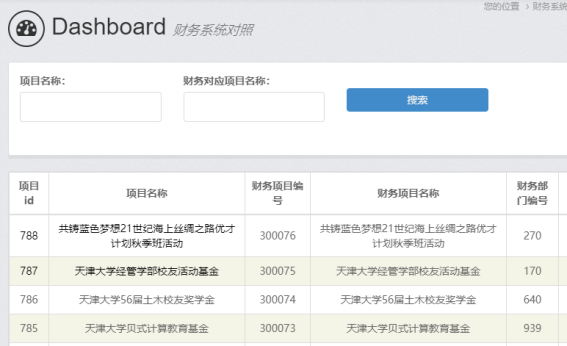 您的位置 › 财务系统
Dashboard 财务系统对照
项目名称： 财务对应项目名称：
搜索
项目id 项目名称 财务项目编号 财务项目名称 财务部门编号
788 共铸蓝色梦想21世纪海上丝绸之路优才计划秋季班活动 300076 共铸蓝色梦想21世纪海上丝绸之路优才计划秋季班活动 270
787 天津大学经管学部校友活动基金 300075 天津大学经管学部校友活动基金 170
786 天津大学56届土木校友奖学金 300074 天津大学56届土木校友奖学金 640
785 天津大学贝式计算教育基金 300073 天津大学贝式计算教育基金 939